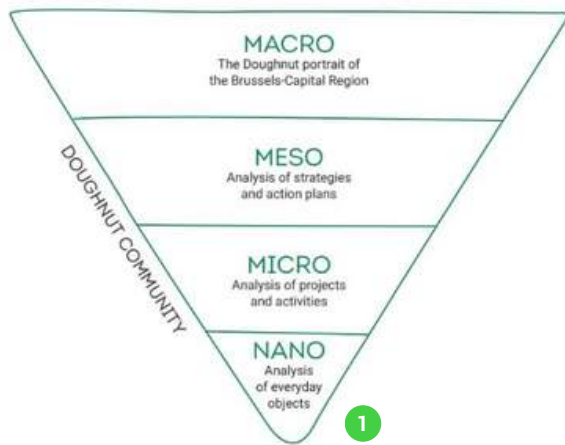 MACRO
The Doughnut portrait of
the Brussels-Capital Region
MESO
Analysis of strategies
and action plans
DOUGHNUT COMMUNITY
MICRO
Analysis of projects
and activities
NANO
Analysis
of everyday
objects
1